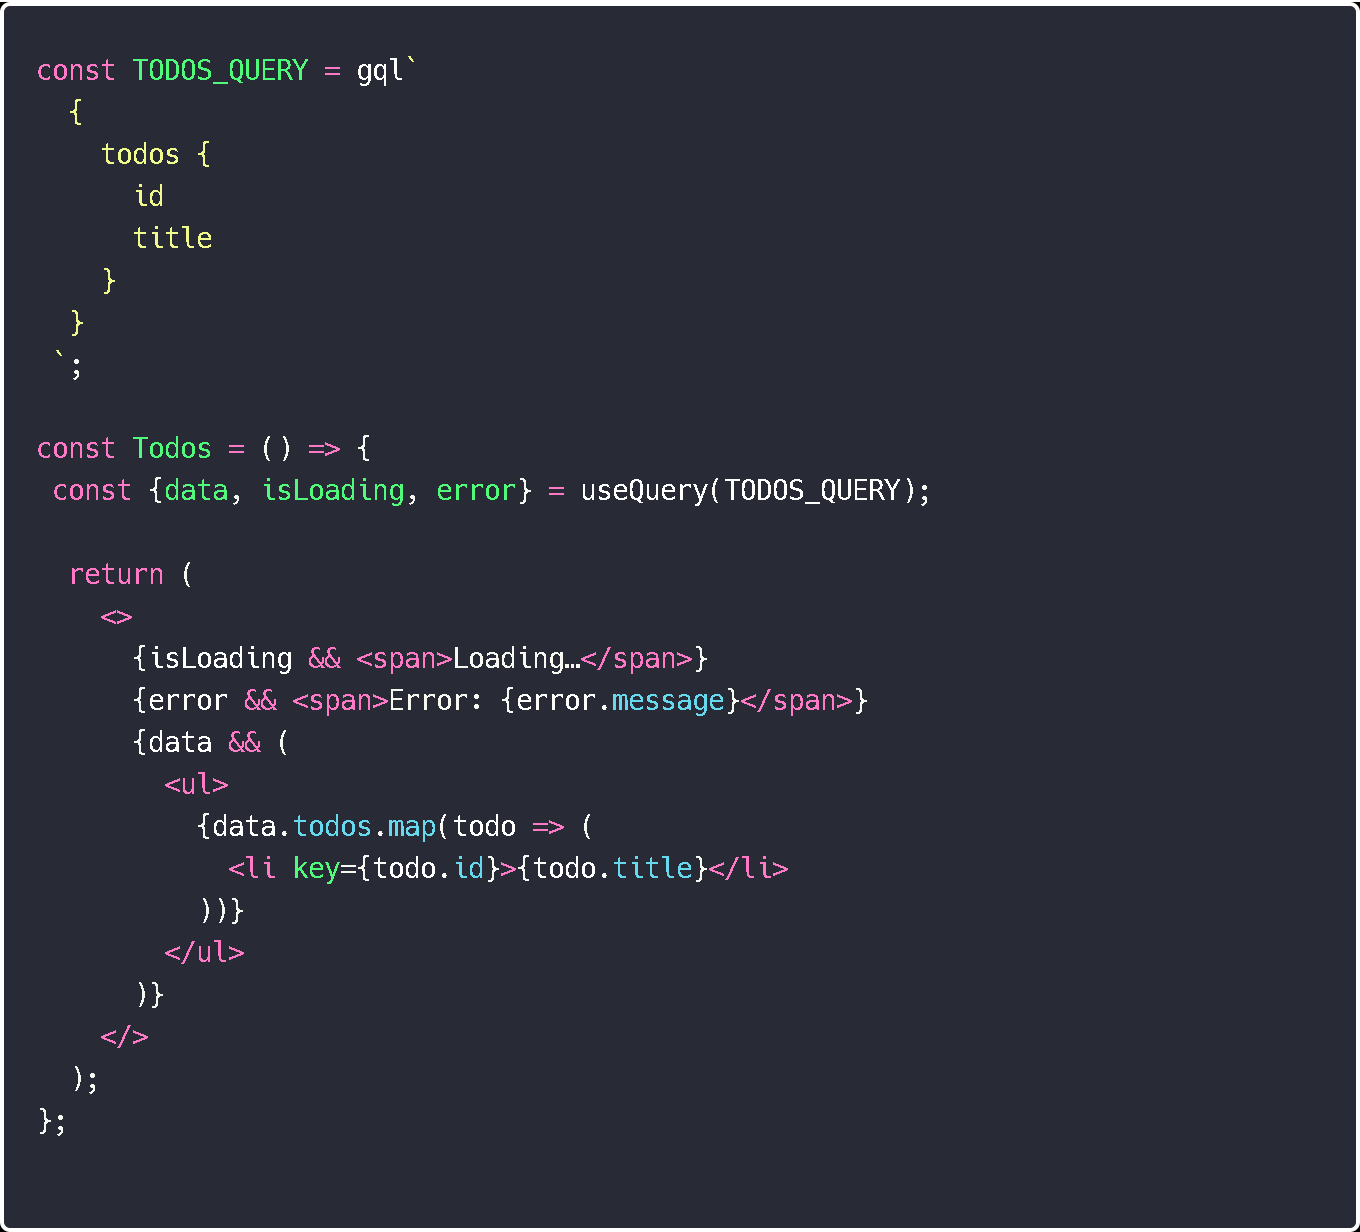 const TODOS_QUERY = gql`
  {
    todos {
      id
      title
    }
  }
 `;

const Todos = () => {
 const {data, isLoading, error} = useQuery(TODOS_QUERY);

  return (
    <>
      {isLoading && <span>Loading…</span>}
      {error && <span>Error: {error.message}</span>}
      {data && (
        <ul>
          {data.todos.map(todo => (
            <li key={todo.id}>{todo.title}</li>
          ))}
        </ul>
      )}
    </>
  );
};